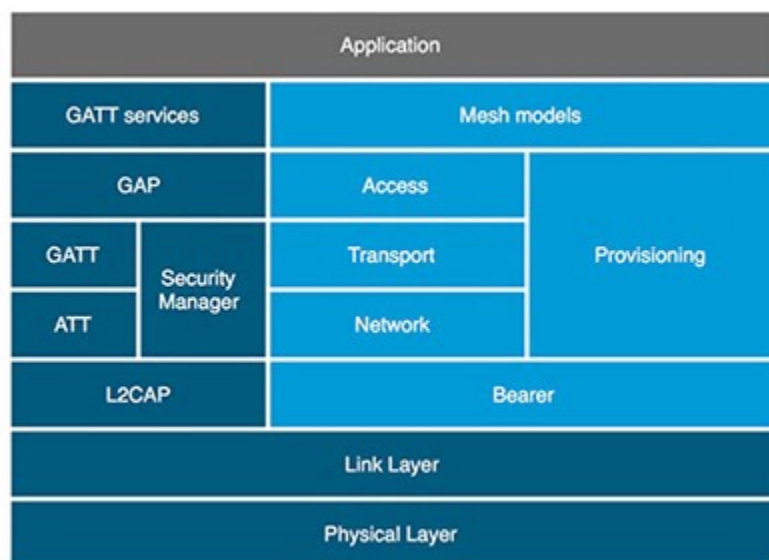 Application
GATT services
Mesh models
GAP
Access
GATT
Security
Manager
Transport
Provisioning
ATT
Network
L2CAP
Bearer
Link Layer
Physical Layer